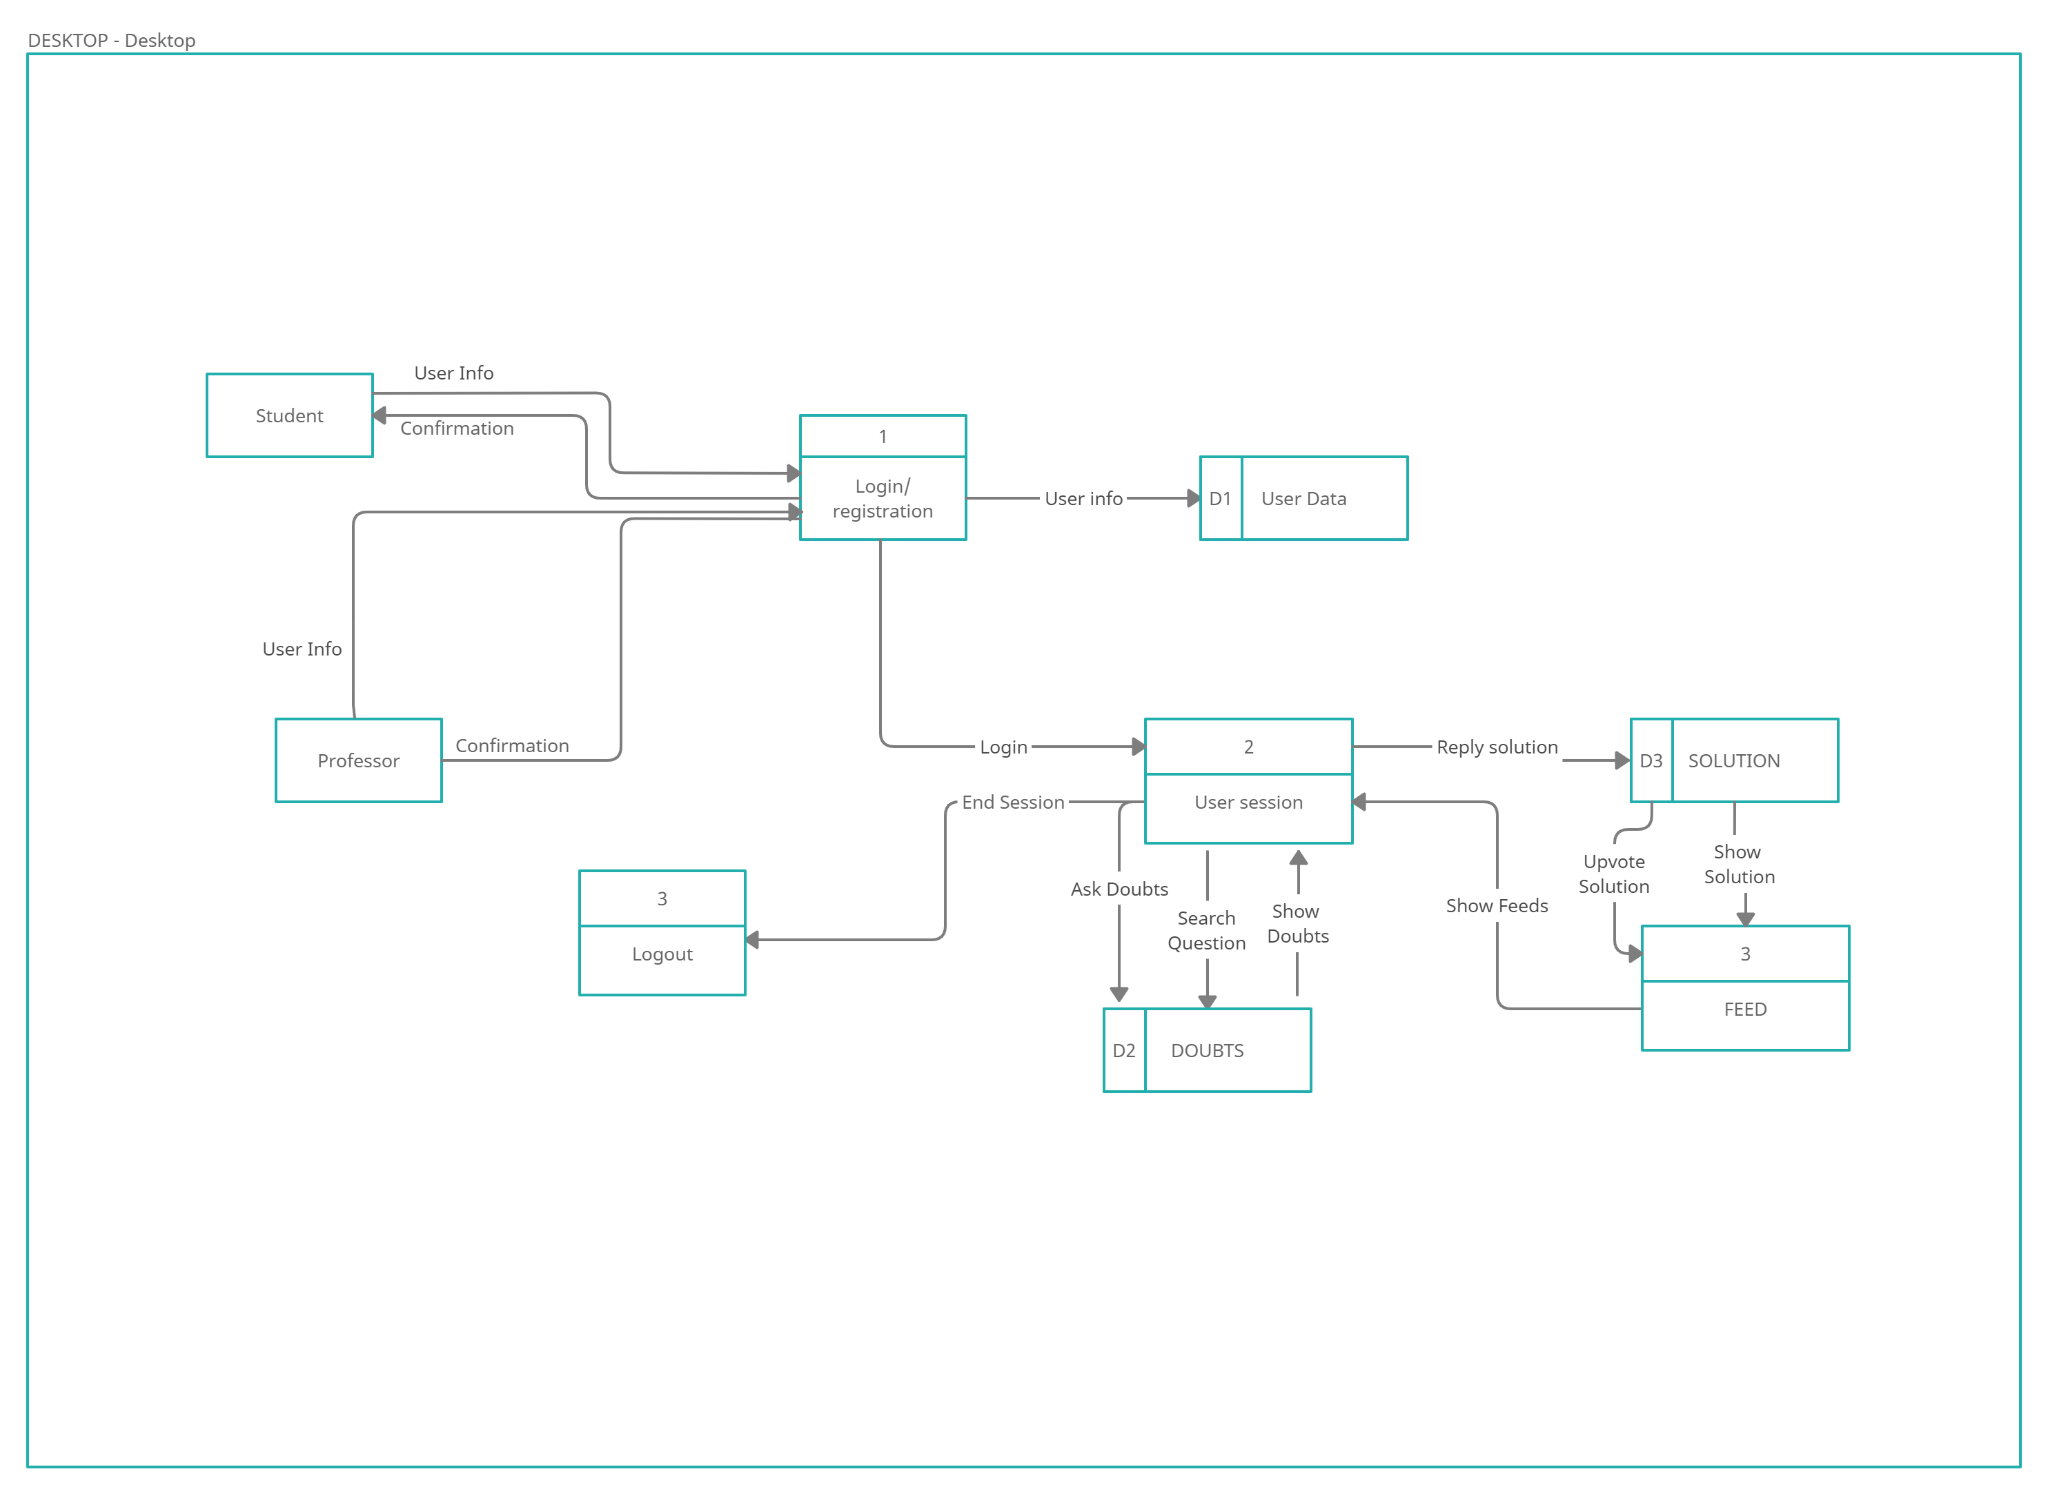 DESKTOP - Desktop
User Info
Student
Confirmation
1
Login/
registration
User info
D1
User Data
User Info
Professor
Confirmation
Login
2
User session
Reply solution
D3
SOLUTION
End Session
Upvote
Solution
Show
Solution
3
Logout
Ask Doubts
Search
Question
Show
Doubts
Show Feeds
3
FEED
D2
DOUBTS